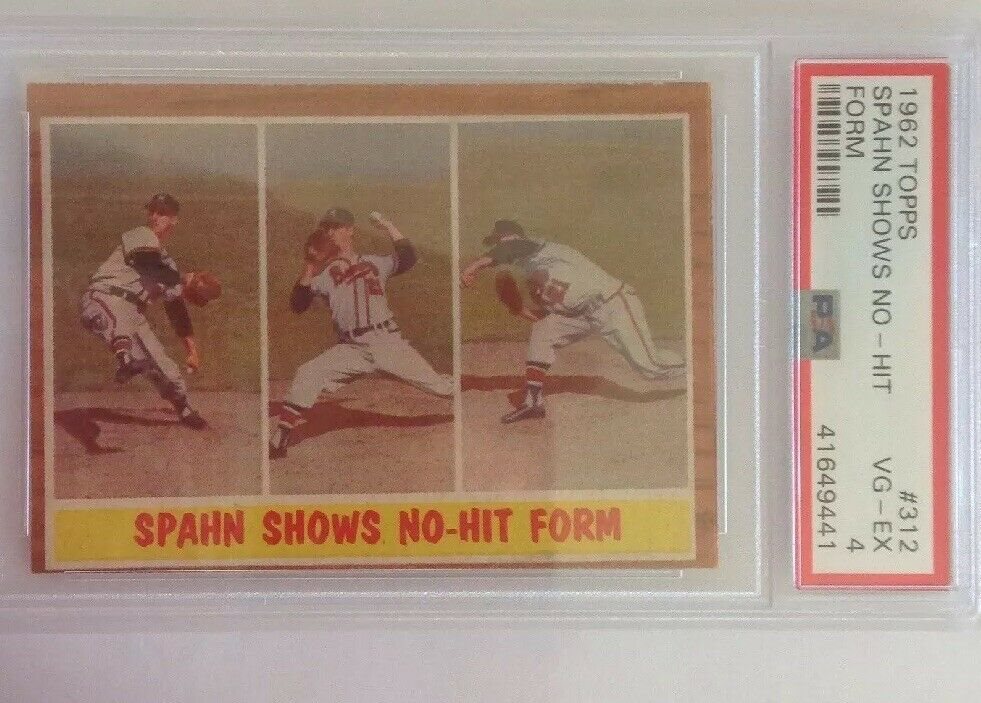 SPAHN SHOWS NO-HIT FORM
1962 TOPPS #312
SPAHN SHOWS NO-HIT VG-EX
FORM 4
PSA 41649441